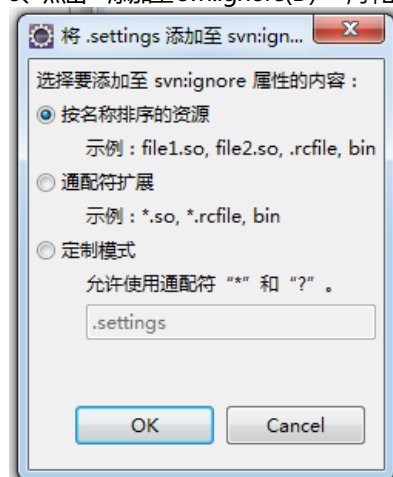 将 .settings 添加至 svn:ign...
选择要添加至 svn:ignore 属性的内容：
按名称排序的资源
示例：file1.so, file2.so, .rcfile, bin
通配符扩展
示例：*.so, *.rcfile, bin
定制模式
允许使用通配符 “*” 和 “?” 。
.settings
OK Cancel